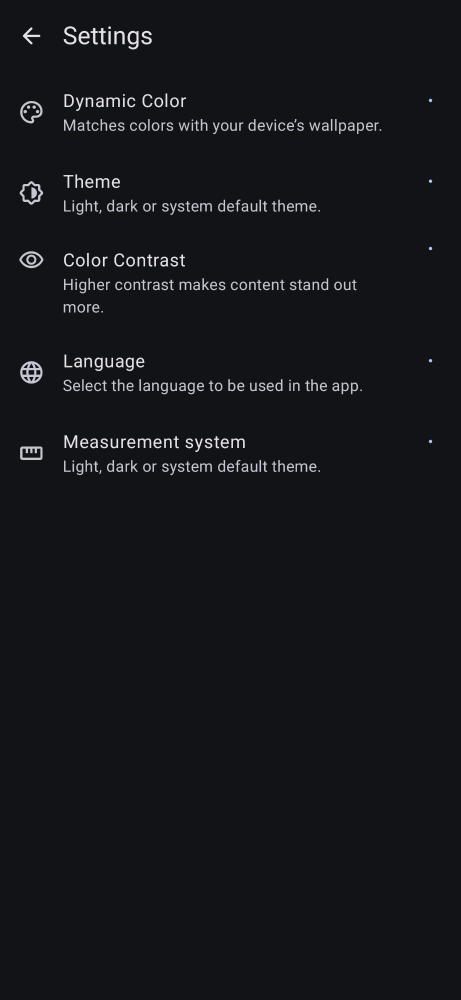 Settings
Dynamic Color
Matches colors with your device’s wallpaper.
Theme
Light, dark or system default theme.
Color Contrast
Higher contrast makes content stand out
more.
Language
Select the language to be used in the app.
Measurement system
Light, dark or system default theme.